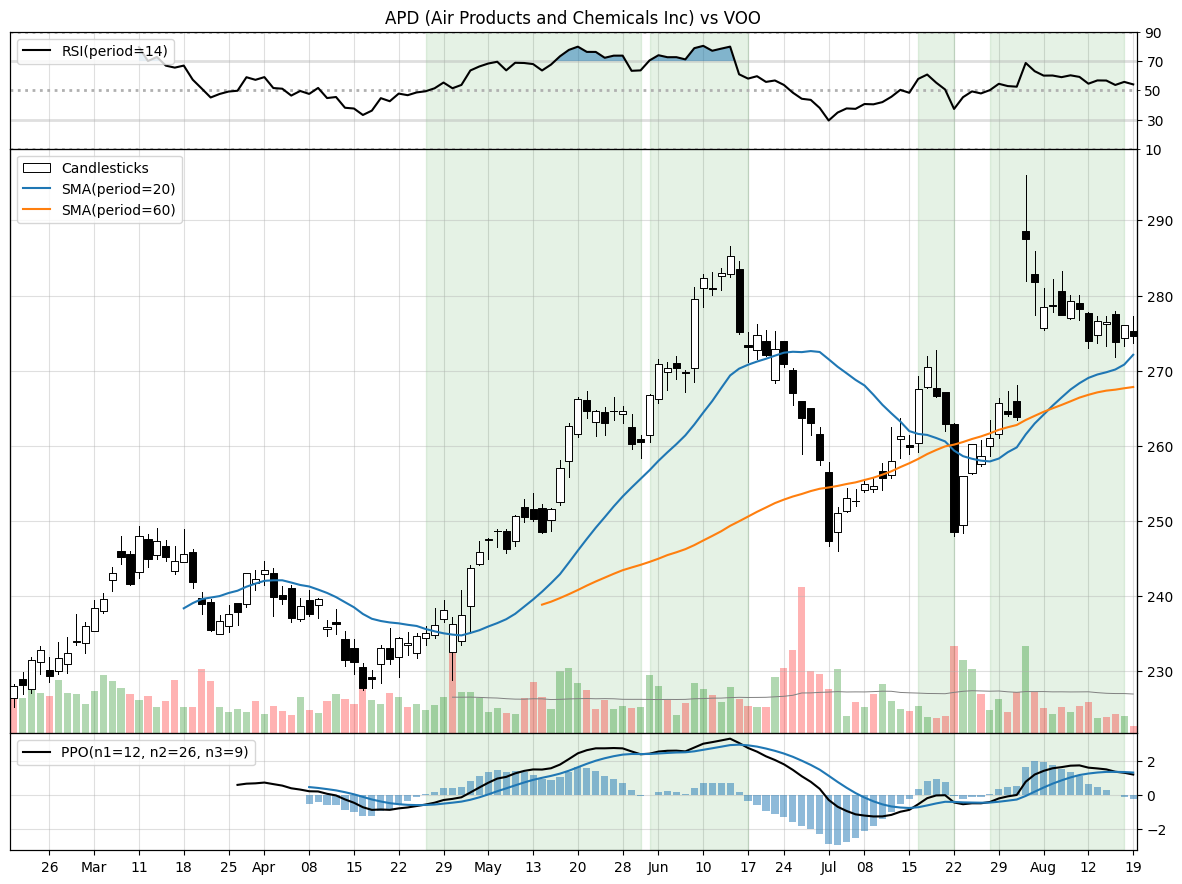 APD (Air Products and Chemicals Inc) vs VOO
RSI(period=14)
90
70
50
30
10
Candlesticks
SMA(period=20)
SMA(period=60)
290
280
270
260
250
240
230
PPO(n1=12, n2=26, n3=9)
2
0
−2
26 Mar 11 18 25 Apr 08 15 22 29 May 13 20 28 Jun 10 17 24 Jul 08 15 22 29 Aug 12 19